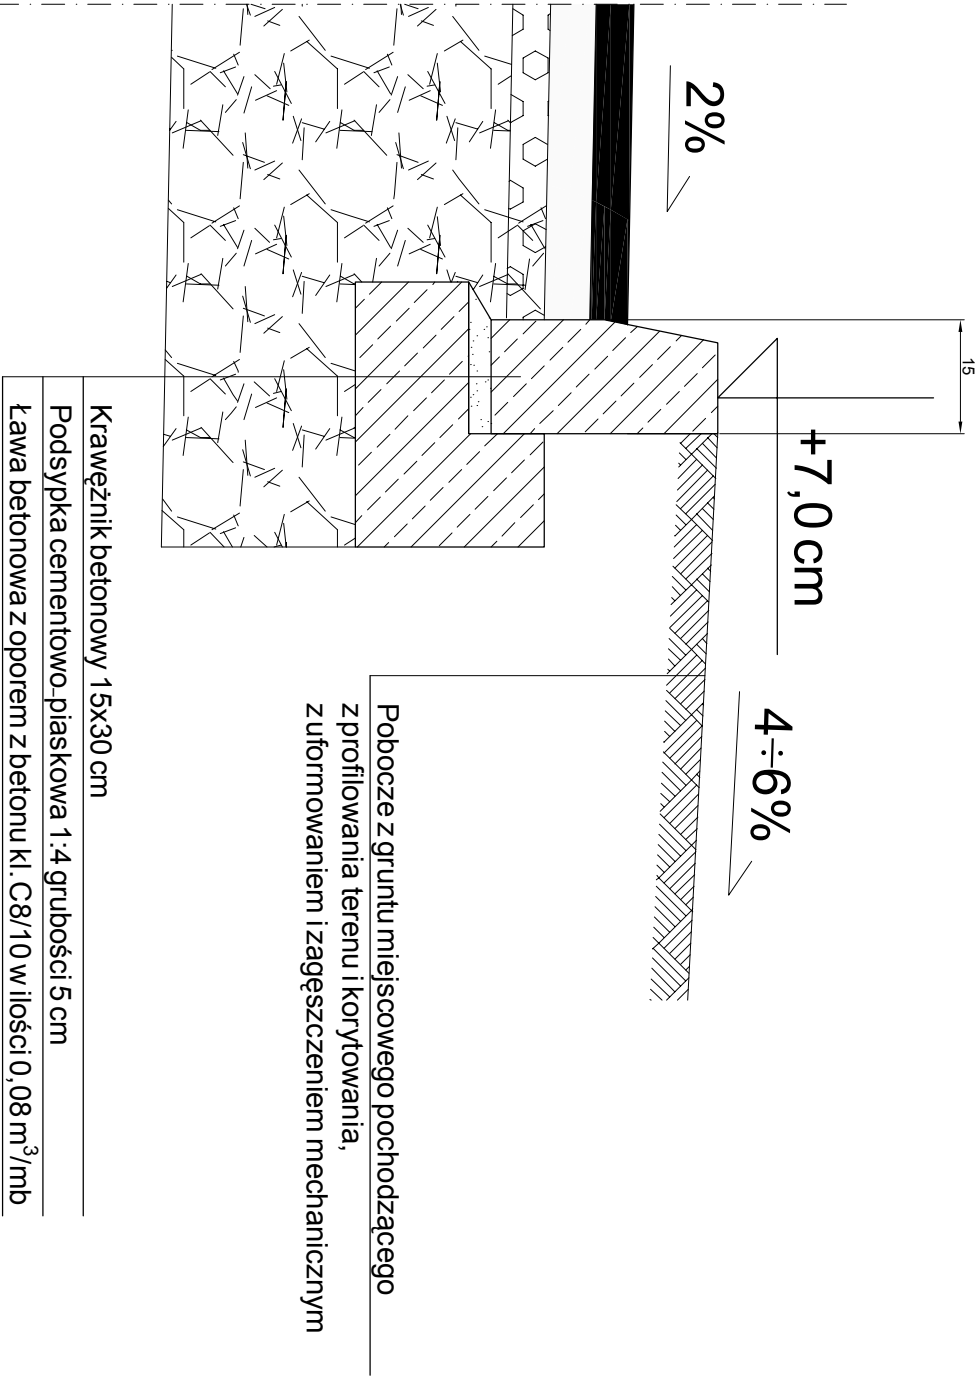 15
+7,0 cm
2%
4÷6%
Pobocze z gruntu miejscowego pochodzącego
z profilowania terenu i korytowania,
z uformowaniem i zagęszczeniem mechanicznym
Krawężnik betonowy 15x30 cm
Podsypka cementowo-piaskowa 1:4 grubości 5 cm
Ława betonowa z oporem z betonu kl. C8/10 w ilości 0,08 m³/mb